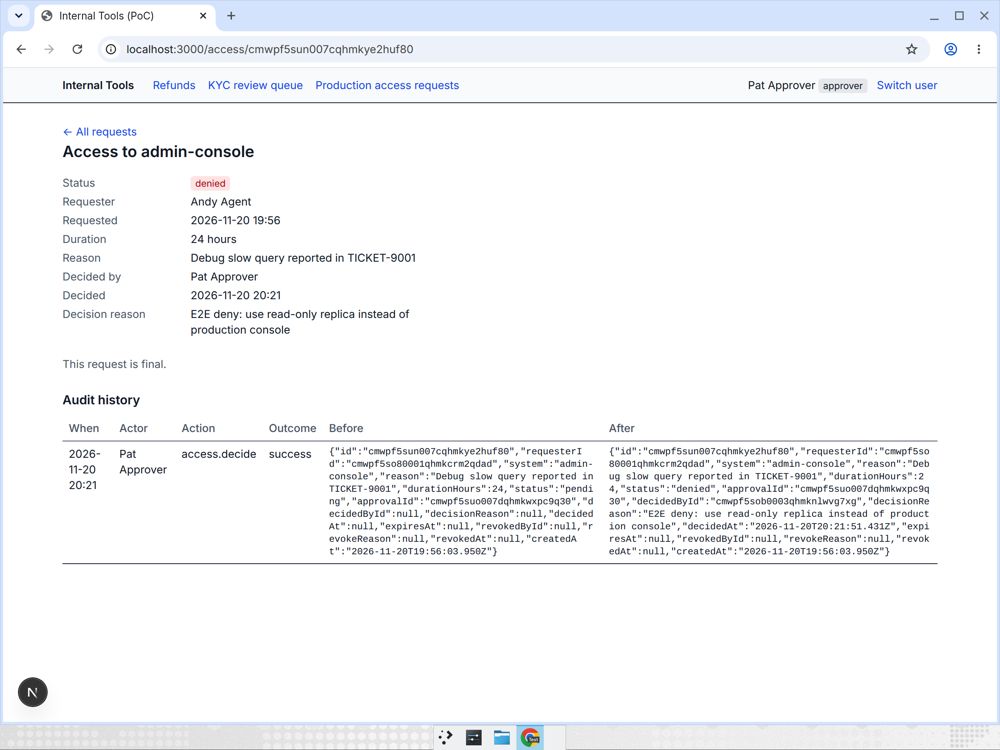 Internal Tools (PoC)
localhost:3000/access/cmwpf5sun007cqhmkye2huf80
Internal Tools Refunds KYC review queue Production access requests Pat Approver approver Switch user
← All requests
Access to admin-console
Status denied
Requester Andy Agent
Requested 2026-11-20 19:56
Duration 24 hours
Reason Debug slow query reported in TICKET-9001
Decided by Pat Approver
Decided 2026-11-20 20:21
Decision reason E2E deny: use read-only replica instead of
production console
This request is final.
Audit history
When Actor Action Outcome Before After
2026-
11-20
20:21
Pat
Approver
access.decide
success
{"id":"cmwpf5sun007cqhmkye2huf80","requesterI
d":"cmwpf5so80001qhmkcrm2qdad","system":"admin-
console","reason":"Debug slow query reported in
TICKET-9001","durationHours":24,"status":"pendi
ng","approvalId":"cmwpf5suo007dqhmkwxpc9q30","d
ecidedById":null,"decisionReason":null,"decided
At":null,"expiresAt":null,"revokedById":null,"r
evokeReason":null,"revokedAt":null,"createdA
t":"2026-11-20T19:56:03.950Z"}
{"id":"cmwpf5sun007cqhmkye2huf80","requesterId":"cmwpf5so
80001qhmkcrm2qdad","system":"admin-console","reason":"Deb
ug slow query reported in TICKET-9001","durationHours":2
4,"status":"denied","approvalId":"cmwpf5suo007dqhmkwxpc9q
30","decidedById":"cmwpf5sob0003qhmknlwvg7xg","decisionRe
ason":"E2E deny: use read-only replica instead of product
ion console","decidedAt":"2026-11-20T20:21:51.431Z","expi
resAt":null,"revokedById":null,"revokeReason":null,"revok
edAt":null,"createdAt":"2026-11-20T19:56:03.950Z"}
N